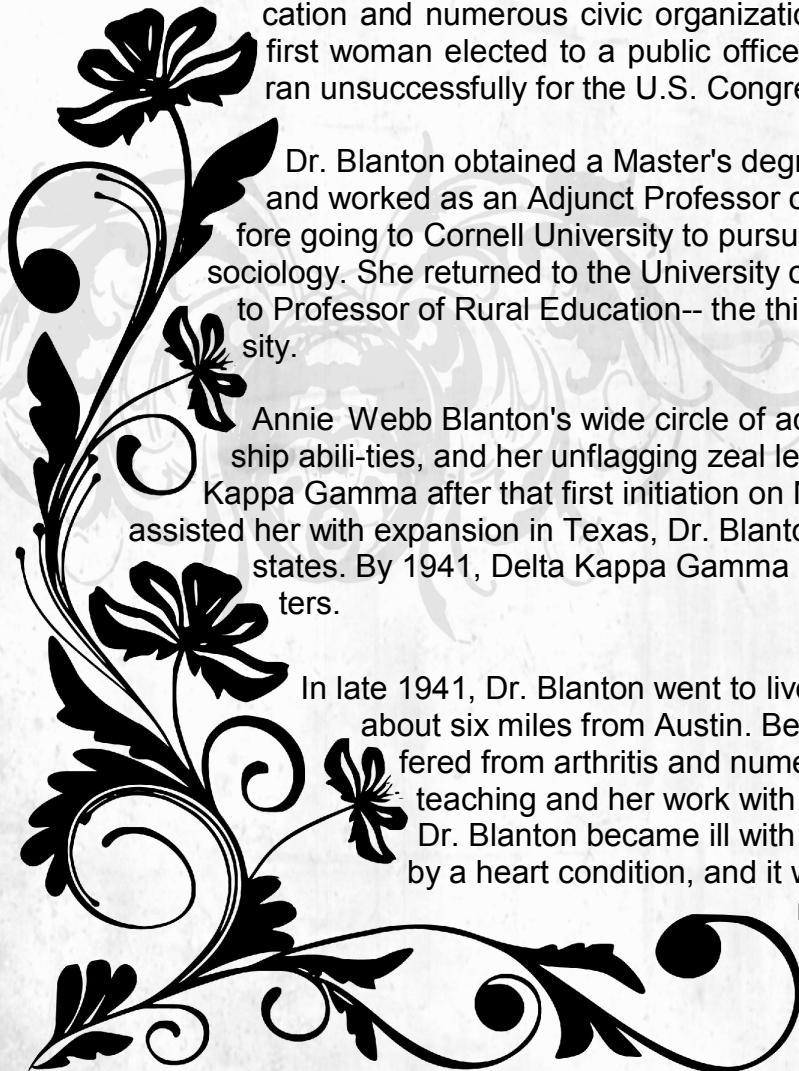 cation and numerous civic organizatio
first woman elected to a public office
ran unsuccessfully for the U.S. Congre
Dr. Blanton obtained a Master's degr
and worked as an Adjunct Professor o
fore going to Cornell University to pursu
sociology. She returned to the University o
to Professor of Rural Education-- the thi
sity.
Annie Webb Blanton's wide circle of ac
ship abili-ties, and her unflagging zeal le
Kappa Gamma after that first initiation on
assisted her with expansion in Texas, Dr. Blanto
states. By 1941, Delta Kappa Gamma
ters.
In late 1941, Dr. Blanton went to live
about six miles from Austin. Be
fered from arthritis and nume
teaching and her work with
Dr. Blanton became ill with
by a heart condition, and it w